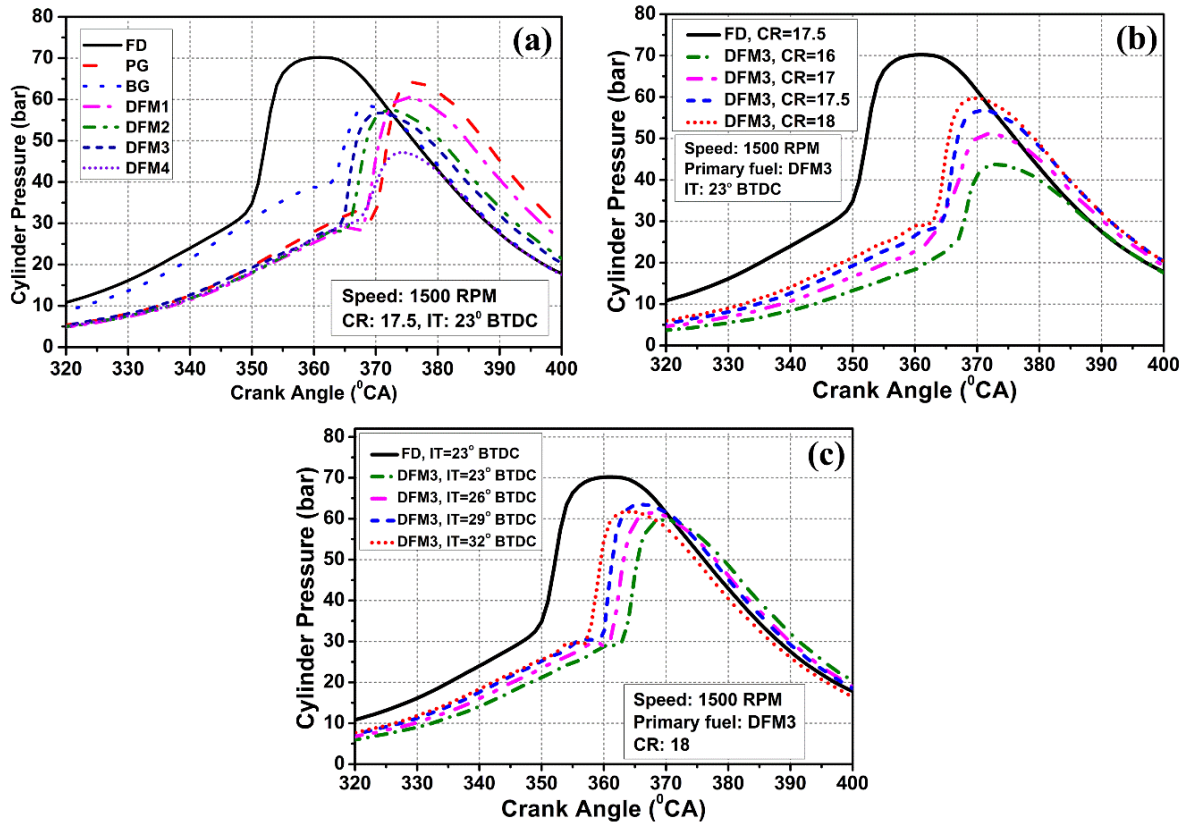 (a)
FD
PG
BG
DFM1
DFM2
DFM3
DFM4
Speed: 1500 RPM
CR: 17.5, IT: 23⁰ BTDC
Cylinder Pressure (bar)
80
70
60
50
40
30
20
10
0
320 330 340 350 360 370 380 390 400
Crank Angle (⁰CA)
(b)
FD, CR=17.5
DFM3, CR=16
DFM3, CR=17
DFM3, CR=17.5
DFM3, CR=18
Speed: 1500 RPM
Primary fuel: DFM3
IT: 23° BTDC
Cylinder Pressure (bar)
80
70
60
50
40
30
20
10
0
320 330 340 350 360 370 380 390 400
Crank Angle (⁰CA)
(c)
FD, IT=23° BTDC
DFM3, IT=23° BTDC
DFM3, IT=26° BTDC
DFM3, IT=29° BTDC
DFM3, IT=32° BTDC
Speed: 1500 RPM
Primary fuel: DFM3
CR: 18
Cylinder Pressure (bar)
80
70
60
50
40
30
20
10
0
320 330 340 350 360 370 380 390 400
Crank Angle (⁰CA)